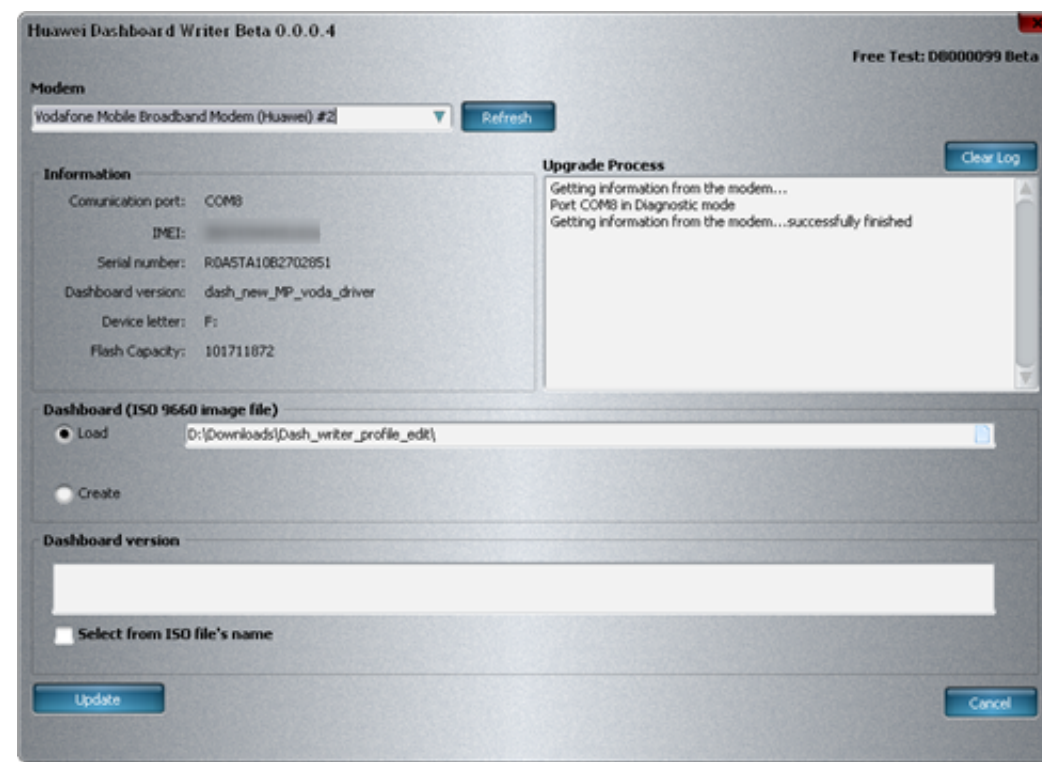 Huawei Dashboard Writer Beta 0.0.0.4
Free Test: DB000099 Beta
Modem
Vodafone Mobile Broadband Modem (Huawei) #2
Refresh
Clear Log
Information
Comunication port: COM8
IMEI:
Serial number: R0A5TA10B2702851
Dashboard version: dash_new_MP_voda_driver
Device letter: F:
Flash Capacity: 101711872
Upgrade Process
Getting information from the modem...
Port COM8 in Diagnostic mode
Getting information from the modem...successfully finished
Dashboard (ISO 9660 image file)
Load D:\Downloads\Dash_writer_profile_edit\
Create
Dashboard version
Select from ISO file's name
Update
Cancel